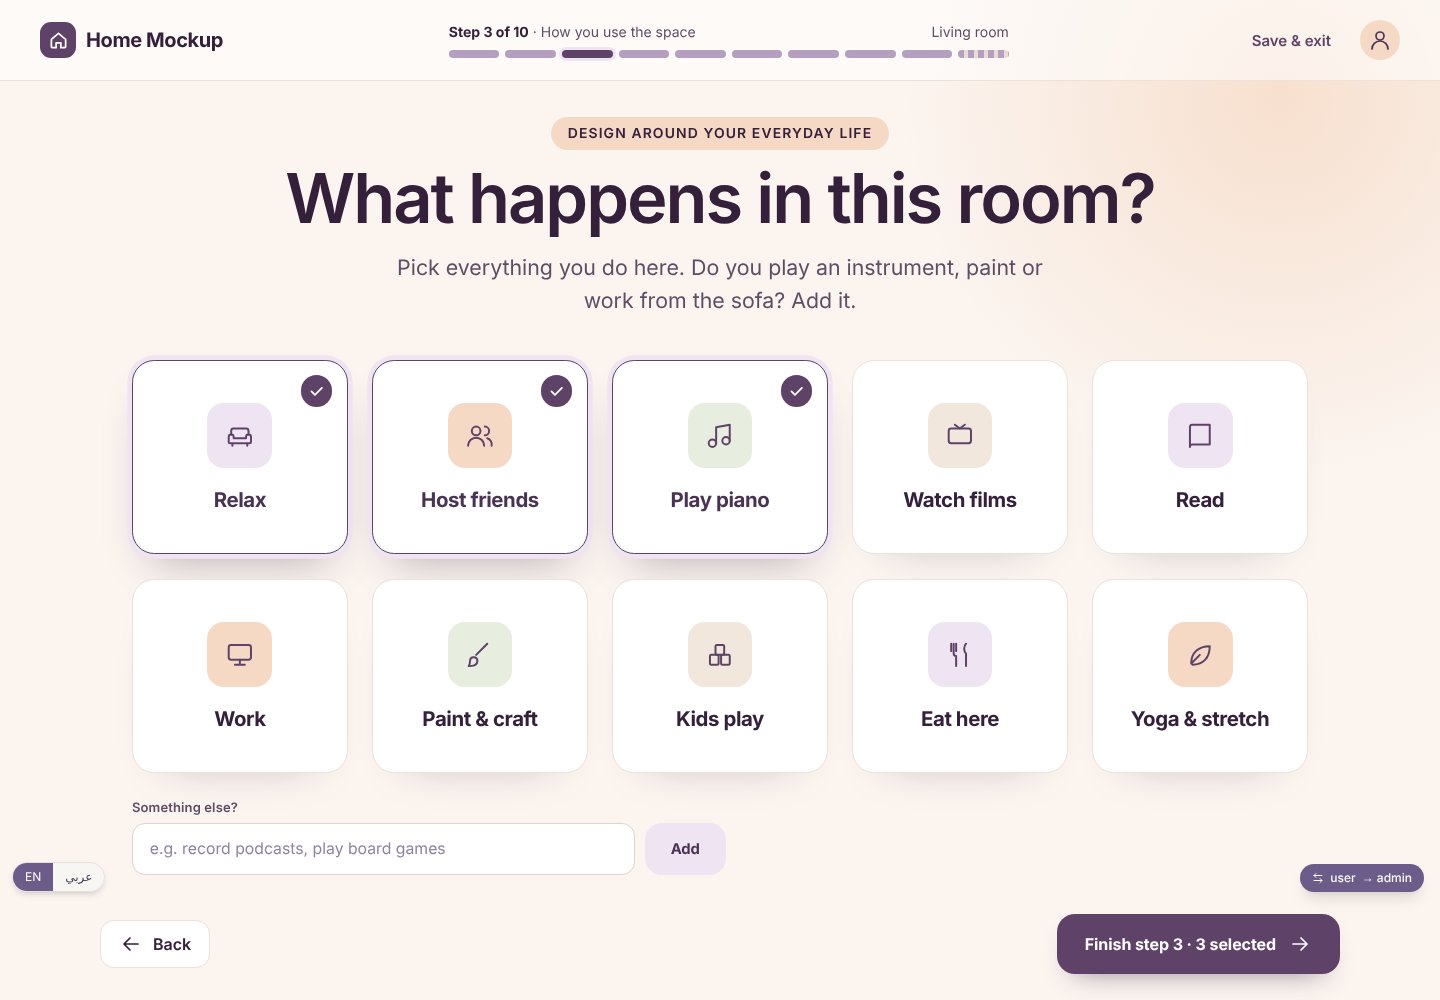 Home Mockup
Step 3 of 10 · How you use the space
Living room
Save & exit
DESIGN AROUND YOUR EVERYDAY LIFE
What happens in this room?
Pick everything you do here. Do you play an instrument, paint or
work from the sofa? Add it.
Relax
Host friends
Play piano
Watch films
Read
Work
Paint & craft
Kids play
Eat here
Yoga & stretch
Something else?
e.g. record podcasts, play board games
Add
EN
عربي
user → admin
Back
Finish step 3 · 3 selected